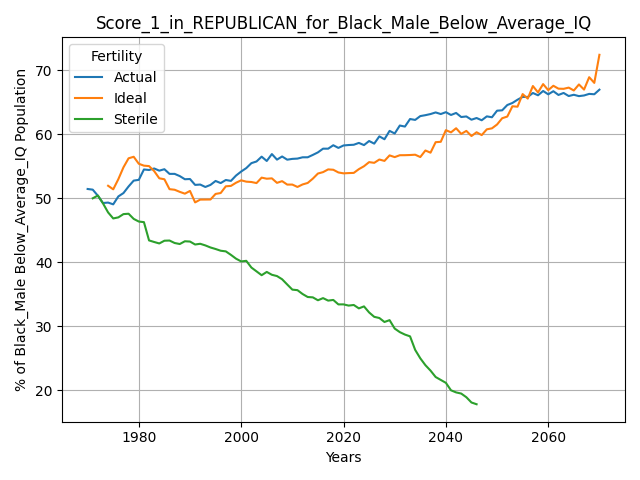 Score_1_in_REPUBLICAN_for_Black_Male_Below_Average_IQ
Fertility
Actual
Ideal
Sterile
% of Black_Male Below_Average_IQ Population
70
60
50
40
30
20
1980
2000
2020
2040
2060
Years